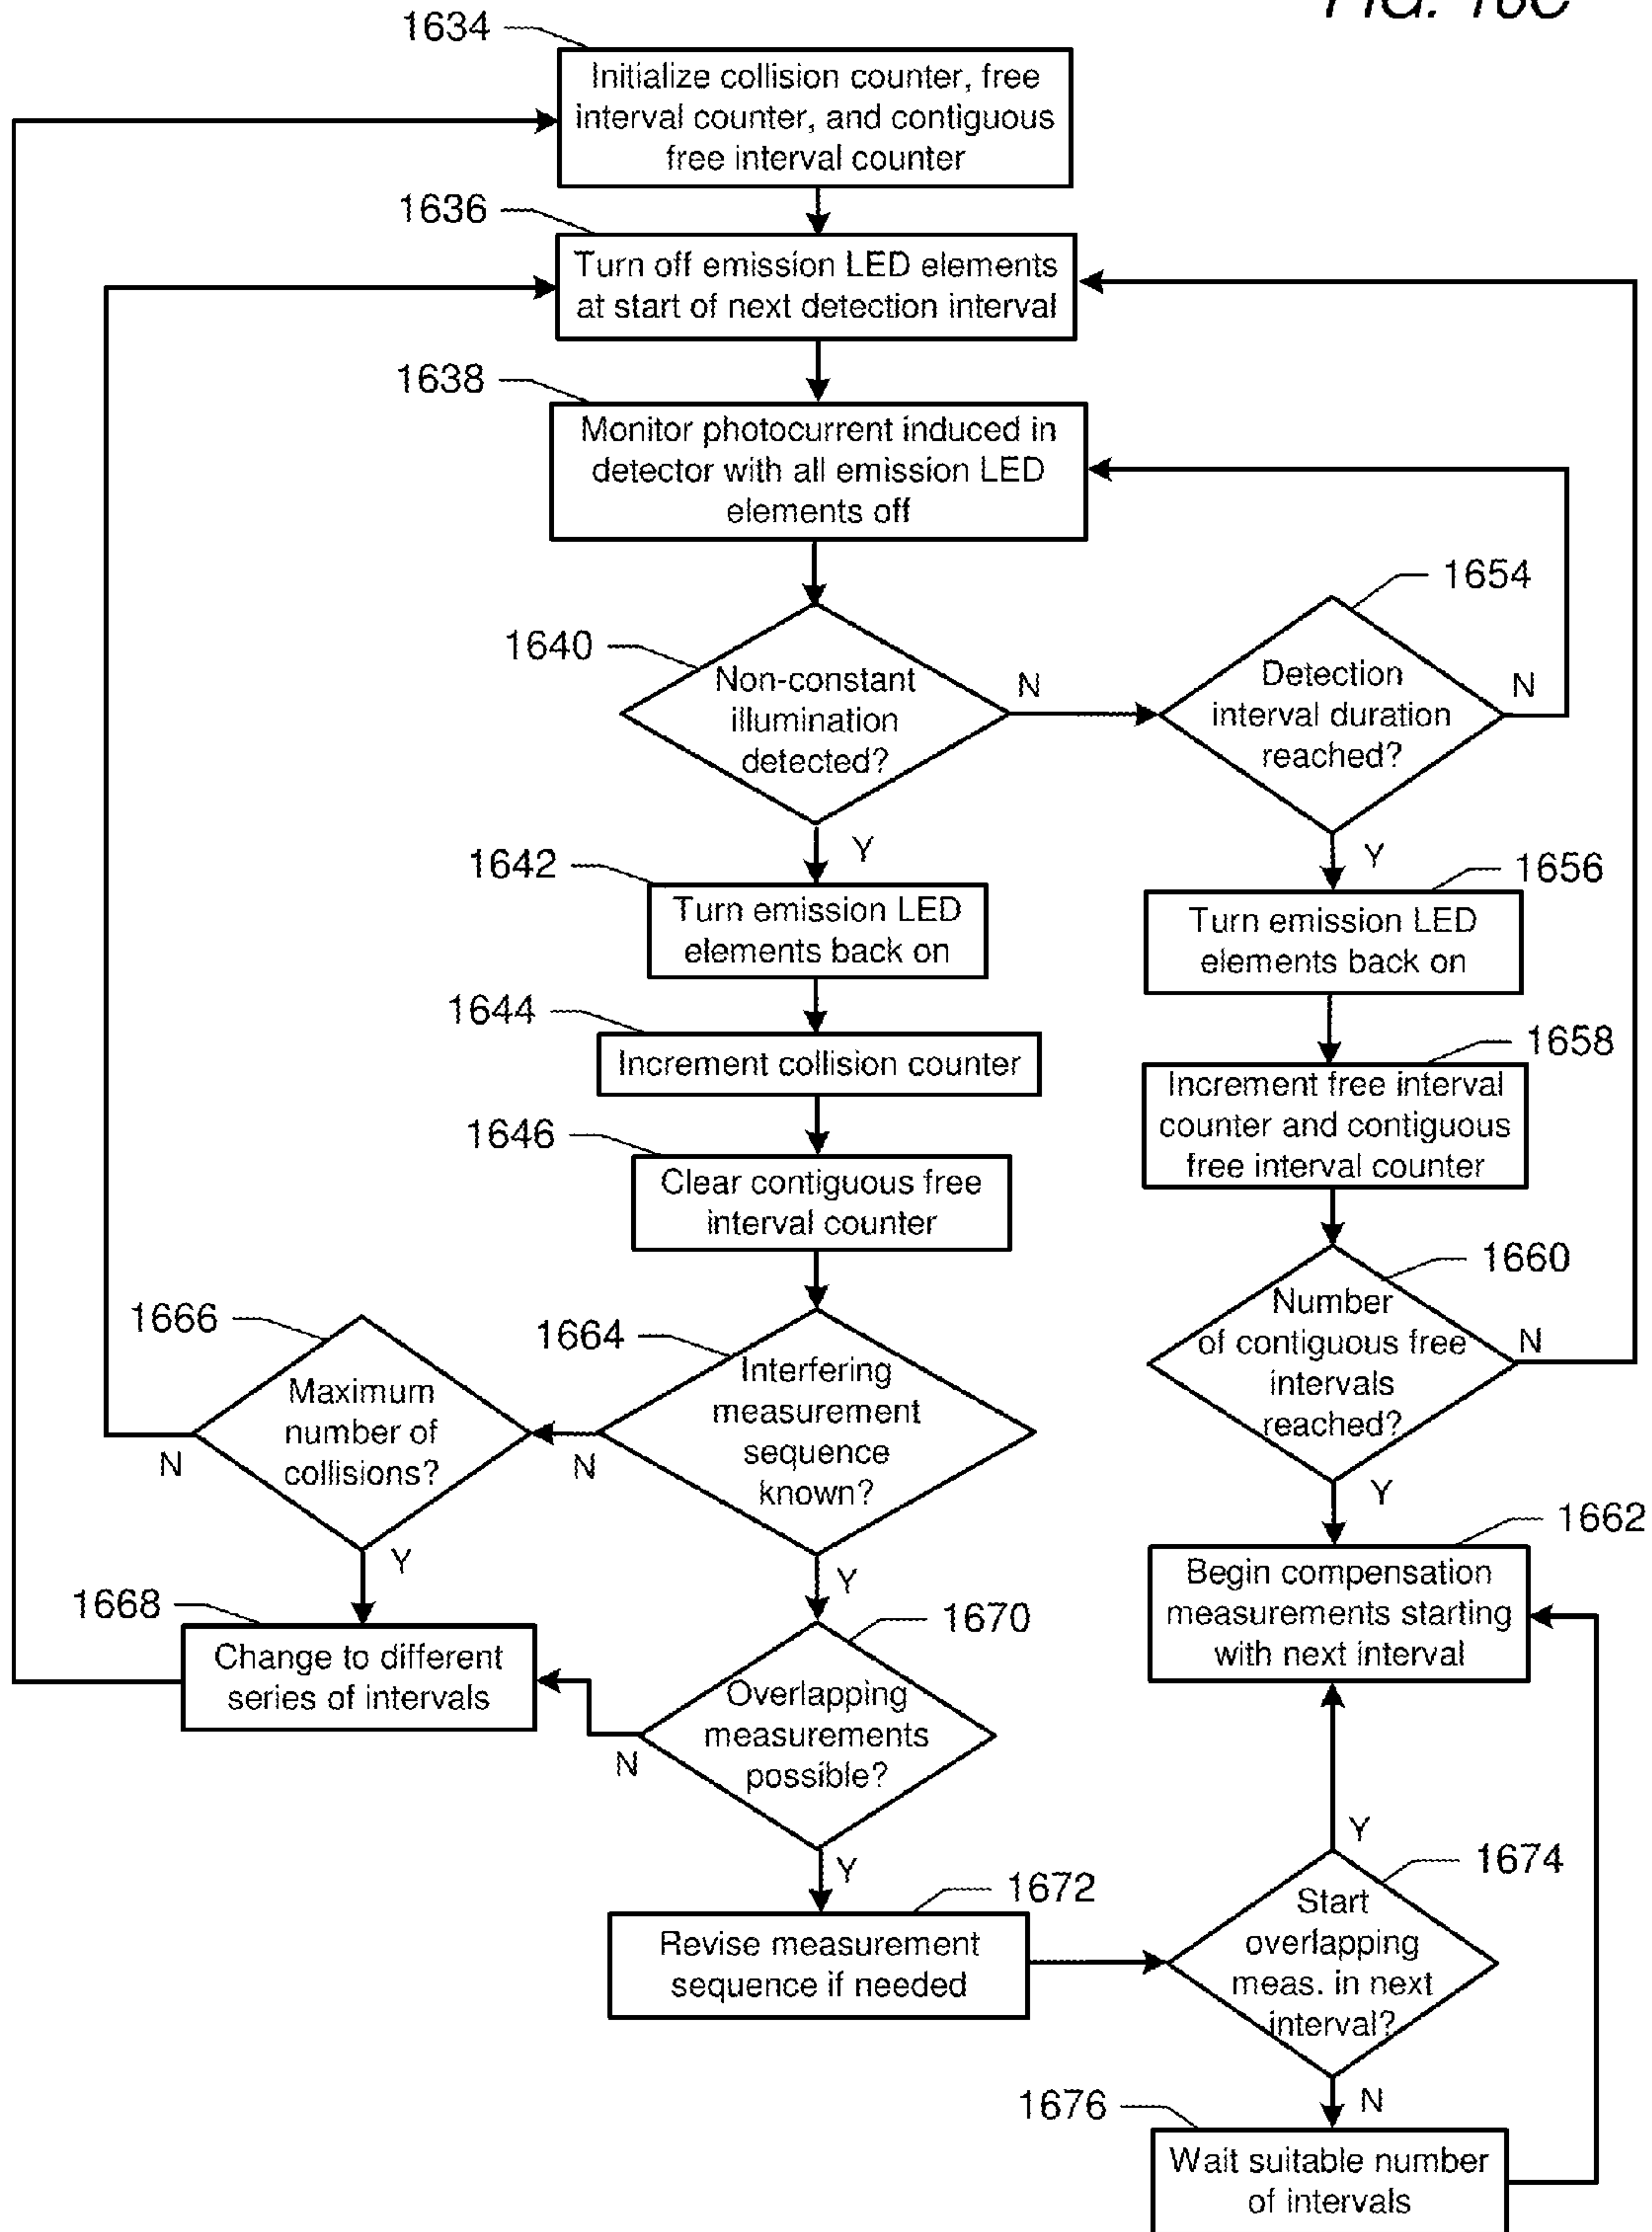 FIG. 16C
1634
Initialize collision counter, free
interval counter, and contiguous
free interval counter
1636
Turn off emission LED elements
at start of next detection interval
1638
Monitor photocurrent induced in
detector with all emission LED
elements off
1640
Non-constant
illumination
detected?
N
Y
1654
Detection
interval duration
reached?
N
Y
1642
Turn emission LED
elements back on
1656
Turn emission LED
elements back on
1644
Increment collision counter
1658
Increment free interval
counter and contiguous
free interval counter
1646
Clear contiguous free
interval counter
1660
Number
of contiguous free
intervals
reached?
N
Y
1664
Interfering
measurement
sequence
known?
N
Y
1666
Maximum
number of
collisions?
N
Y
1662
Begin compensation
measurements starting
with next interval
1668
Change to different
series of intervals
1670
Overlapping
measurements
possible?
N
Y
1672
Revise measurement
sequence if needed
1674
Start
overlapping
meas. in next
interval?
Y
N
1676
Wait suitable number
of intervals